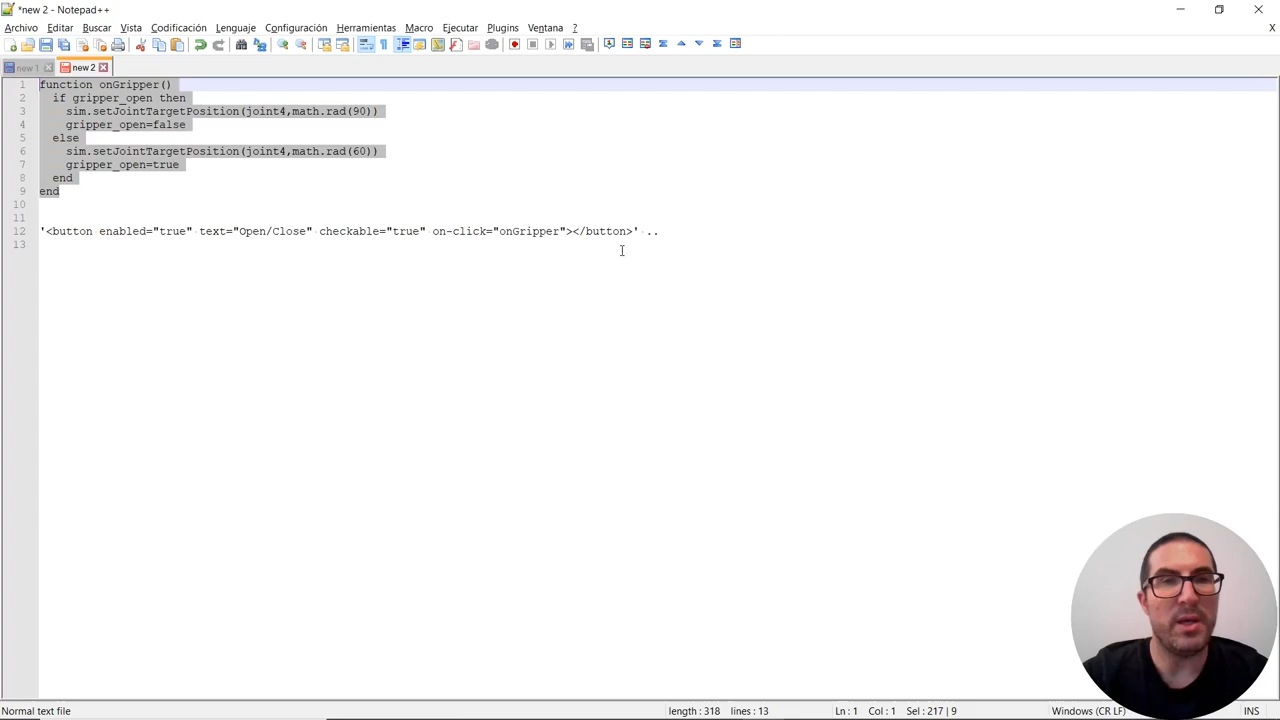 *new 2 - Notepad++
Archivo Editar Buscar Vista Codificación Lenguaje Configuración Herramientas Macro Ejecutar Plugins Ventana ? X
new 1 new 2
1 function onGripper()
2 if gripper_open then
3 sim.setJointTargetPosition(joint4,math.rad(90))
4 gripper_open=false
5 else
6 sim.setJointTargetPosition(joint4,math.rad(60))
7 gripper_open=true
8 end
9 end
10
11
12 '<button enabled="true" text="Open/Close" checkable="true" on-click="onGripper"></button>' ..
13
Normal text file length : 318 lines : 13 Ln : 1 Col : 1 Sel : 217 | 9 Windows (CR LF) INS